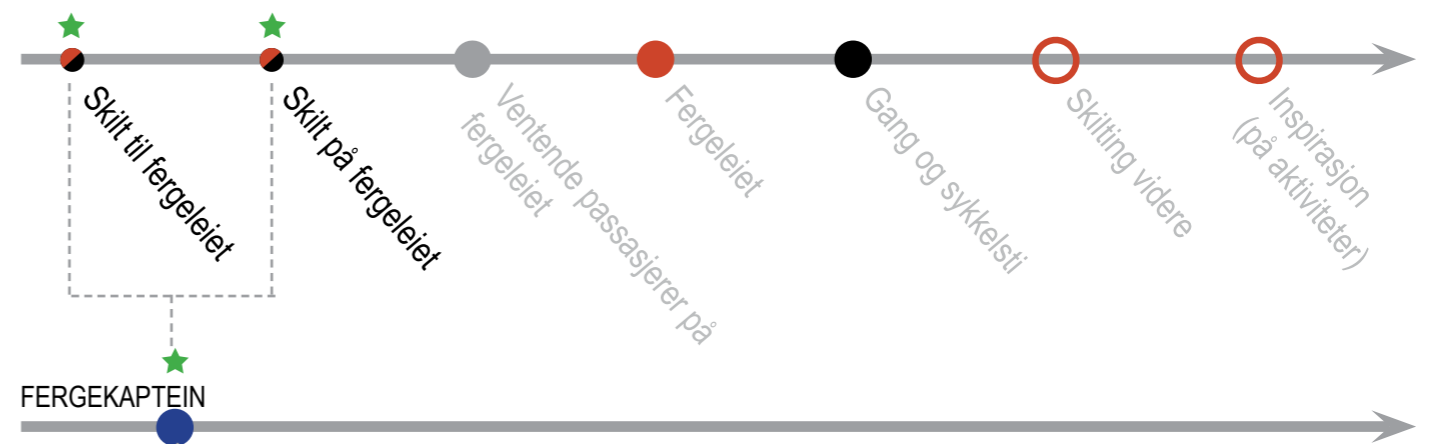 Skilt til fergeleiet
Skilt på fergeleiet
Ventende passasjerer på
fergeleiet
Fergeleiet
Gang og sykkelsti
Skilting videre
Inspirasjon
(på aktiviteter)
FERGEKAPTEIN